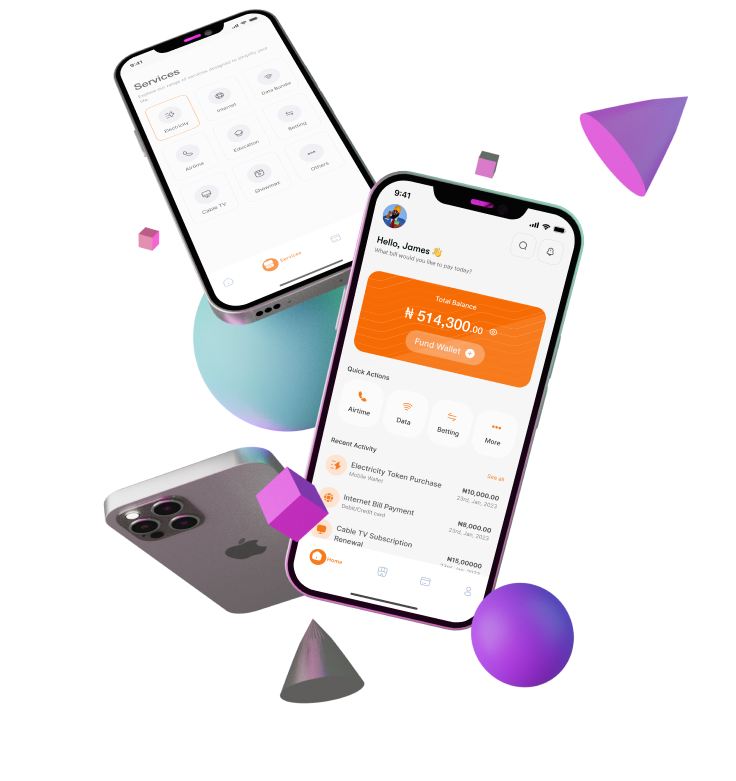 9:41
Services
Explore our range of services designed to simplify your
life.
Electricity
Internet
Data Bundle
Airtime
Education
Betting
Cable TV
Showmax
Others
Services
9:41
Hello, James 👋
What bill would you like to pay today?
Total Balance
₦ 514,300.00
Fund Wallet +
Quick Actions
Airtime
Data
Betting
More
Recent Activity
See all
Electricity Token Purchase
₦10,000.00
Mobile Wallet
23rd, Jan, 2023
Internet Bill Payment
₦8,000.00
Debit/Credit card
23rd, Jan, 2023
Cable TV Subscription
Renewal
₦15,00000
Home